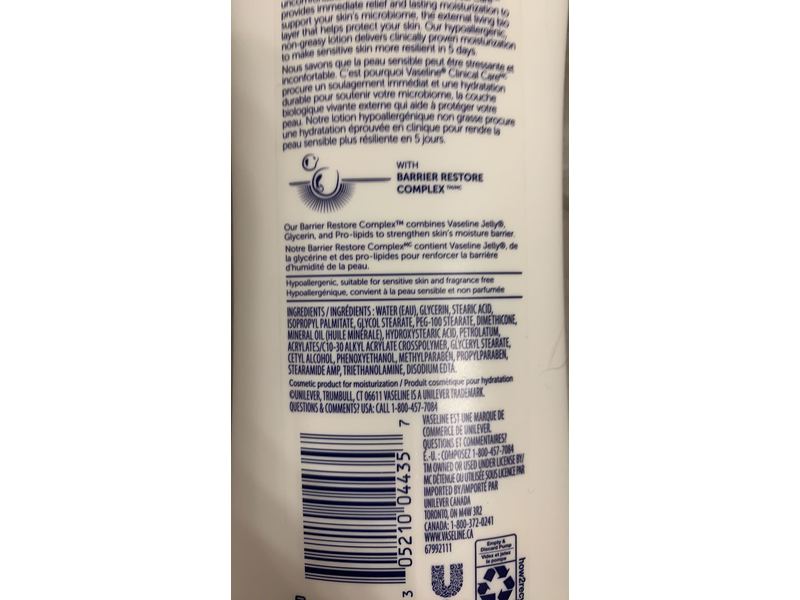 provides immediate relief and lasting moisturization to
support your skin's microbiome, the external living bio
layer that helps protect your skin. Our hypoallergenic,
non-greasy lotion delivers clinically proven moisturization
to make sensitive skin more resilient in 5 days.
Nous savons que la peau sensible peut être stressante et
inconfortable. C'est pourquoi Vaseline® Clinical Care MC
procure un soulagement immédiat et une hydratation
durable pour soutenir votre microbiome, la couche
biologique vivante externe qui aide à protéger votre
peau. Notre lotion hypoallergénique non grasse procure
une hydratation éprouvée en clinique pour rendre la
peau sensible plus résiliente en 5 jours.
WITH
BARRIER RESTORE
COMPLEX TM/MC
Our Barrier Restore Complex™ combines Vaseline Jelly®,
Glycerin, and Pro-lipids to strengthen skin's moisture barrier.
Notre Barrier Restore Complex MC contient Vaseline Jelly®, de
la glycérine et des pro-lipides pour renforcer la barrière
d'humidité de la peau.
Hypoallergenic, suitable for sensitive skin and fragrance free
Hypoallergénique, convient à la peau sensible et non parfumée
INGREDIENTS / INGRÉDIENTS : WATER (EAU), GLYCERIN, STEARIC ACID,
ISOPROPYL PALMITATE, GLYCOL STEARATE, PEG-100 STEARATE, DIMETHICONE,
MINERAL OIL (HUILE MINÉRALE), HYDROXYSTEARIC ACID, PETROLATUM,
ACRYLATES/C10-30 ALKYL ACRYLATE CROSSPOLYMER, GLYCERYL STEARATE,
CETYL ALCOHOL, PHENOXYETHANOL, METHYLPARABEN, PROPYLPARABEN,
STEARAMIDE AMP, TRIETHANOLAMINE, DISODIUM EDTA.
Cosmetic product for moisturization / Produit cosmétique pour hydratation
©UNILEVER, TRUMBULL, CT 06611 VASELINE IS A UNILEVER TRADEMARK.
QUESTIONS & COMMENTS? USA: CALL 1-800-457-7084
VASELINE EST UNE MARQUE DE
COMMERCE DE UNILEVER.
QUESTIONS ET COMMENTAIRES?
É.-U. : COMPOSEZ 1-800-457-7084
TM OWNED OR USED UNDER LICENSE BY/
MC DÉTENUE OU UTILISÉE SOUS LICENCE PAR
IMPORTED BY/IMPORTÉ PAR
UNILEVER CANADA
TORONTO, ON M4W 3R2
CANADA: 1-800-372-0241
WWW.VASELINE.CA
67992111
3 05210 04435 7
Empty &
Discard Pump
Videz et jetez
la pompe
how2recy